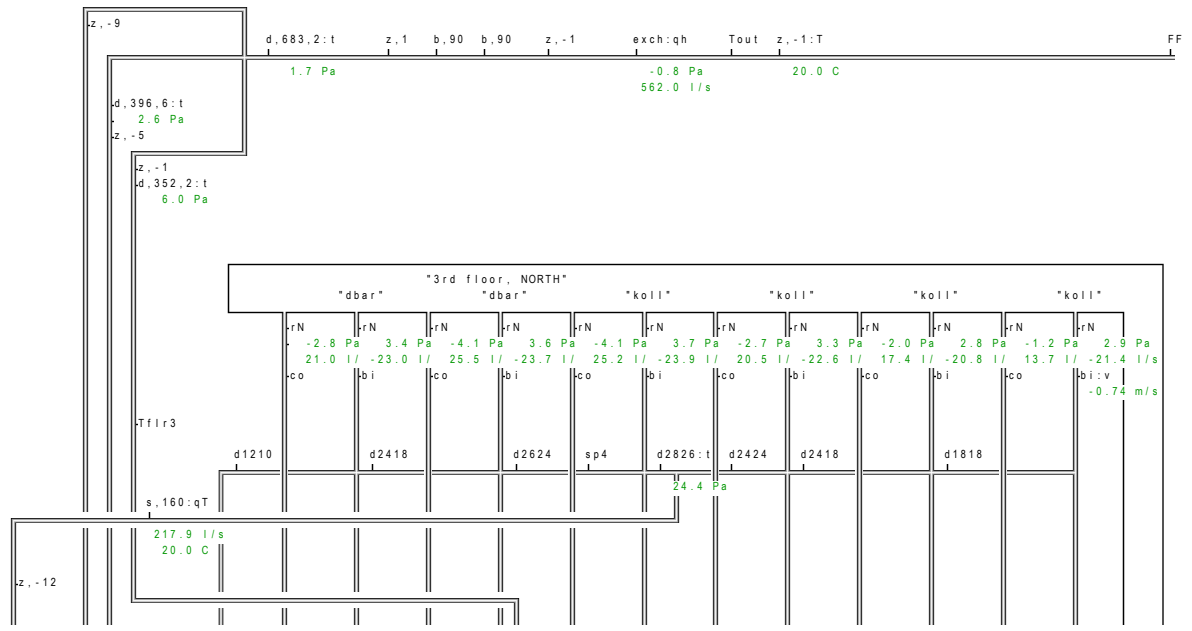 z,-9
d,683,2:t z,1 b,90 b,90 z,-1 exch:qh Tout z,-1:T FF
1.7 Pa -0.8 Pa 20.0 C
562.0 l/s
d,396,6:t
2.6 Pa
z,-5
z,-1
d,352,2:t
6.0 Pa
"3rd floor, NORTH"
"dbar" "dbar" "koll" "koll" "koll" "koll"
rN rN rN rN rN rN rN rN rN rN rN rN
-2.8 Pa 3.4 Pa -4.1 Pa 3.6 Pa -4.1 Pa 3.7 Pa -2.7 Pa 3.3 Pa -2.0 Pa 2.8 Pa -1.2 Pa 2.9 Pa
21.0 l/ -23.0 l/ 25.5 l/ -23.7 l/ 25.2 l/ -23.9 l/ 20.5 l/ -22.6 l/ 17.4 l/ -20.8 l/ 13.7 l/ -21.4 l/s
co bi co bi co bi co bi co bi co bi:v
-0.74 m/s
Tflr3
d1210 d2418 d2624 sp4 d2826:t d2424 d2418 d1818
24.4 Pa
s,160:qT
217.9 l/s
20.0 C
z,-12